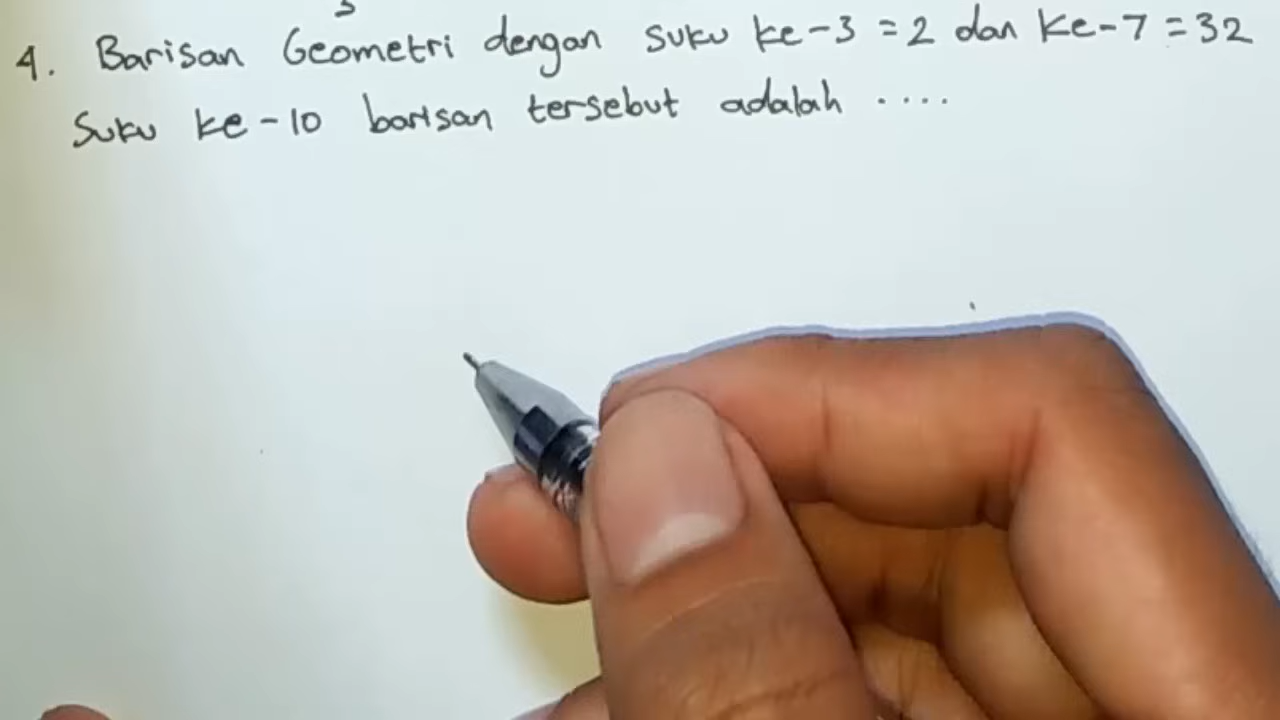 4. Barisan Geometri dengan suku ke-3 = 2 dan ke-7 = 32
Suku ke-10 barisan tersebut adalah ....